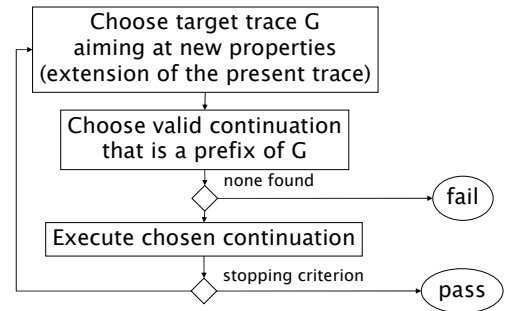 Choose target trace G
aiming at new properties
(extension of the present trace)
Choose valid continuation
that is a prefix of G
none found
fail
Execute chosen continuation
stopping criterion
pass